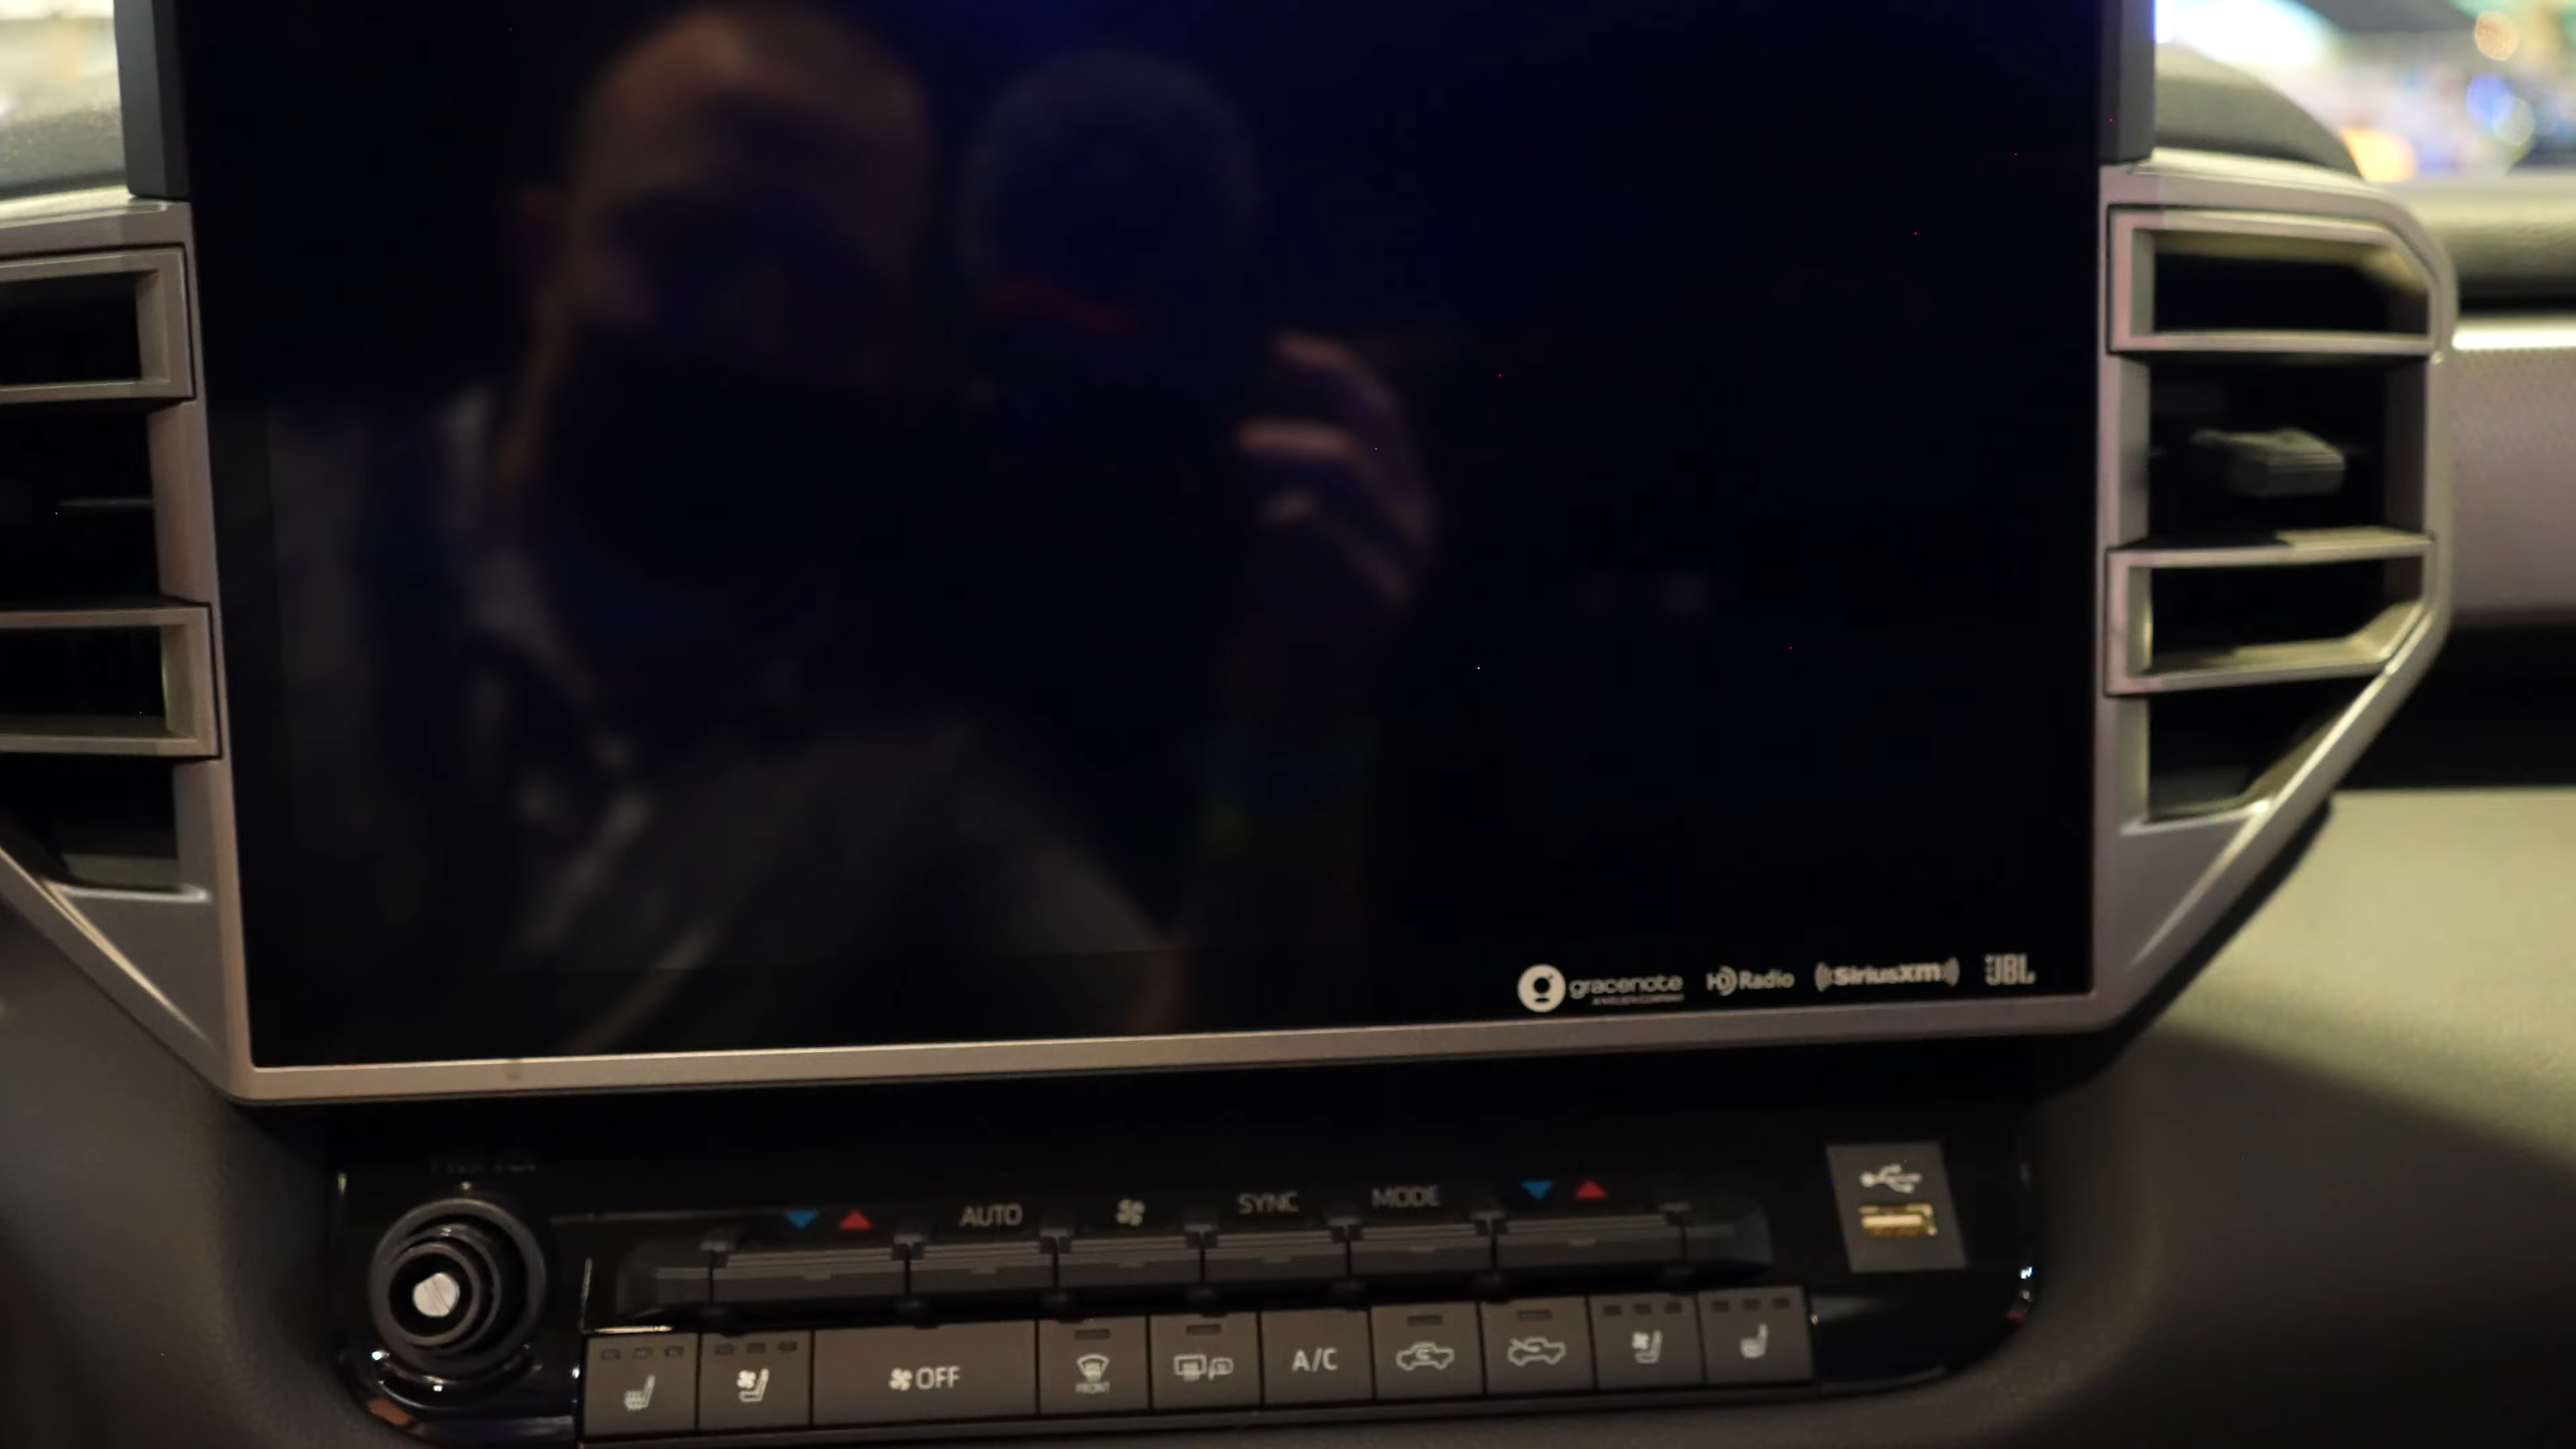 gracenote HD Radio ((SiriusXM)) JBL
AUTO SYNC MODE
OFF FRONT A/C